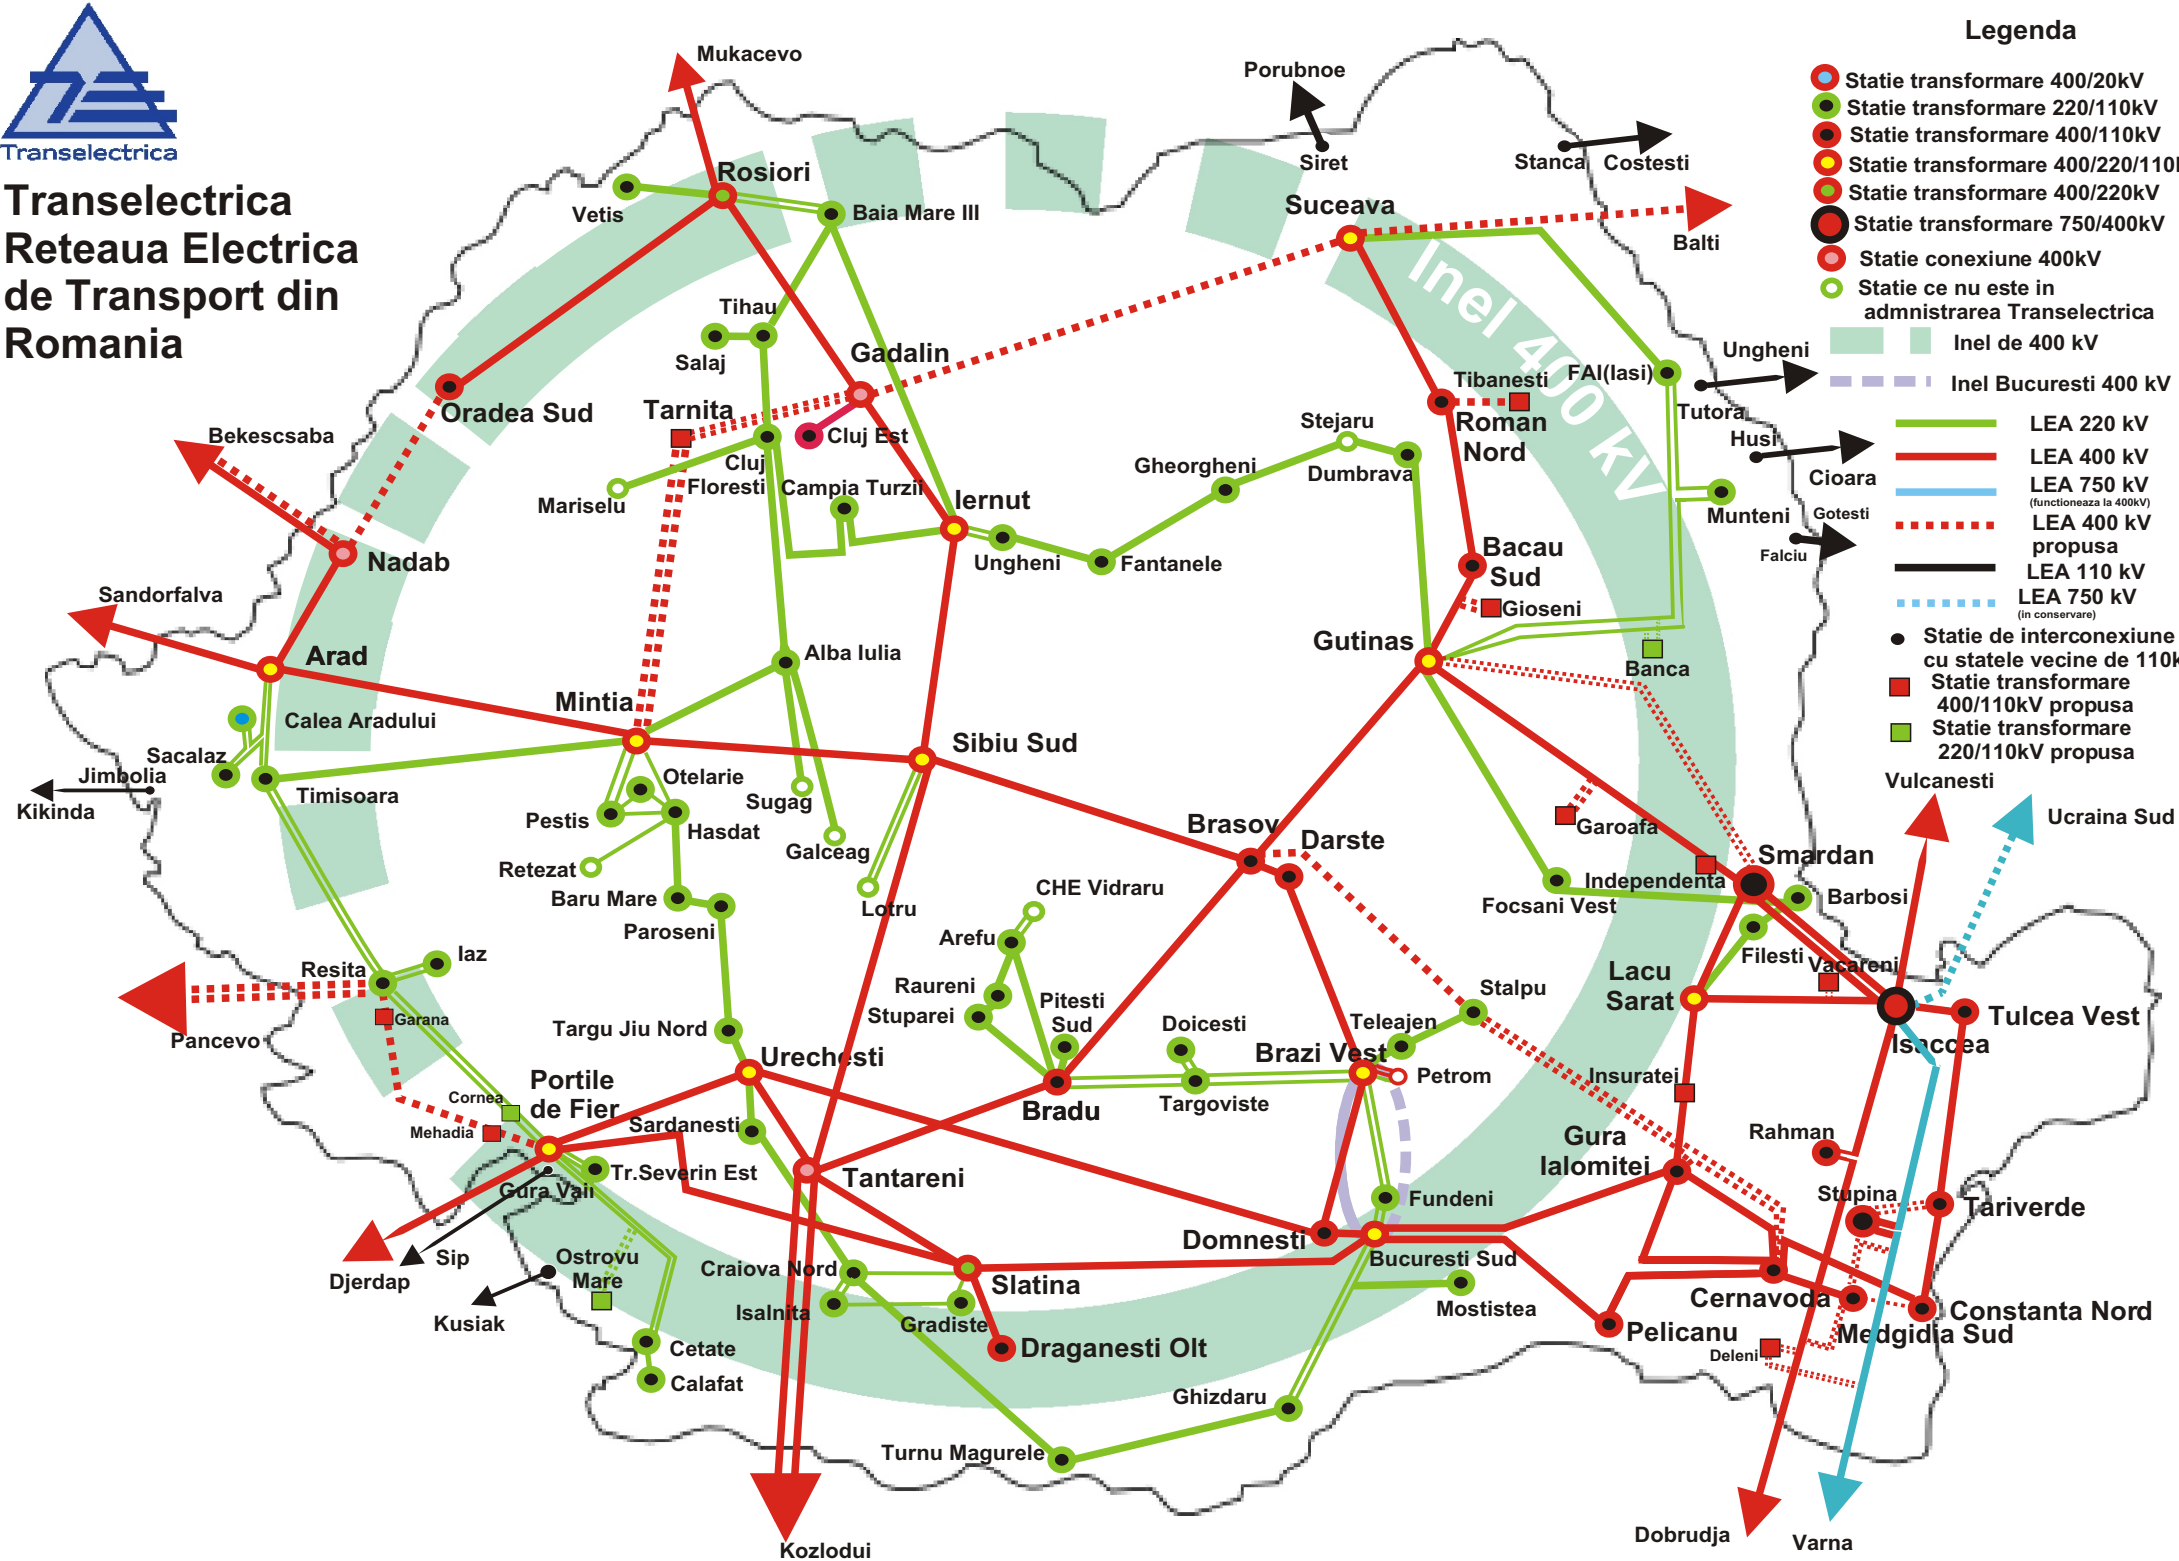 Transelectrica
Transelectrica
Reteaua Electrica
de Transport din
Romania
Legenda
Statie transformare 400/20kV
Statie transformare 220/110kV
Statie transformare 400/110kV
Statie transformare 400/220/110
Statie transformare 400/220kV
Statie transformare 750/400kV
Statie conexiune 400kV
Statie ce nu este in
admnistrarea Transelectrica
Inel de 400 kV
Inel Bucuresti 400 kV
LEA 220 kV
LEA 400 kV
LEA 750 kV
(functioneaza la 400kV)
LEA 400 kV
propusa
LEA 110 kV
LEA 750 kV
(in conservare)
Statie de interconexiune
cu statele vecine de 110k
Statie transformare
400/110kV propusa
Statie transformare
220/110kV propusa
Mukacevo
Porubnoe
Siret
Stanca
Costesti
Rosiori
Vetis
Baia Mare III
Suceava
Balti
Inel 400 kV
Tihau
Salaj
Gadalin
Ungheni
FAI(Iasi)
Tutora
Tibanesti
Roman
Nord
Oradea Sud
Tarnita
Cluj Est
Cluj
Floresti
Mariselu
Campia Turzii
Stejaru
Dumbrava
Gheorgheni
Husi
Cioara
Bekescsaba
Munteni
Gotesti
Falciu
Iernut
Ungheni
Fantanele
Bacau
Sud
Gioseni
Nadab
Sandorfalva
Arad
Alba Iulia
Gutinas
Banca
Mintia
Calea Aradului
Sacalaz
Jimbolia
Kikinda
Timisoara
Sibiu Sud
Otelarie
Pestis
Hasdat
Sugag
Galceag
Retezat
Baru Mare
Paroseni
Lotru
Brasov
Darste
Garoafa
Vulcanesti
Ucraina Sud
Smardan
Independenta
Focsani Vest
Barbosi
Filesti
Vacareni
CHE Vidraru
Arefu
Raureni
Stuparei
Pitesti
Sud
Iaz
Resita
Garana
Pancevo
Targu Jiu Nord
Doicesti
Stalpu
Teleajen
Lacu
Sarat
Tulcea Vest
Isaccea
Urechesti
Brazi Vest
Petrom
Portile
de Fier
Cornea
Mehadia
Sardanesti
Bradu
Targoviste
Insuratei
Rahman
Gura
Ialomitei
Tr.Severin Est
Gura Vaii
Tantareni
Fundeni
Stupina
Tariverde
Djerdap
Sip
Kusiak
Ostrovu
Mare
Craiova Nord
Isalnita
Gradiste
Slatina
Domnesti
Bucuresti Sud
Mostistea
Cernavoda
Constanta Nord
Medgidia Sud
Pelicanu
Deleni
Cetate
Calafat
Draganesti Olt
Ghizdaru
Turnu Magurele
Kozlodui
Dobrudja
Varna